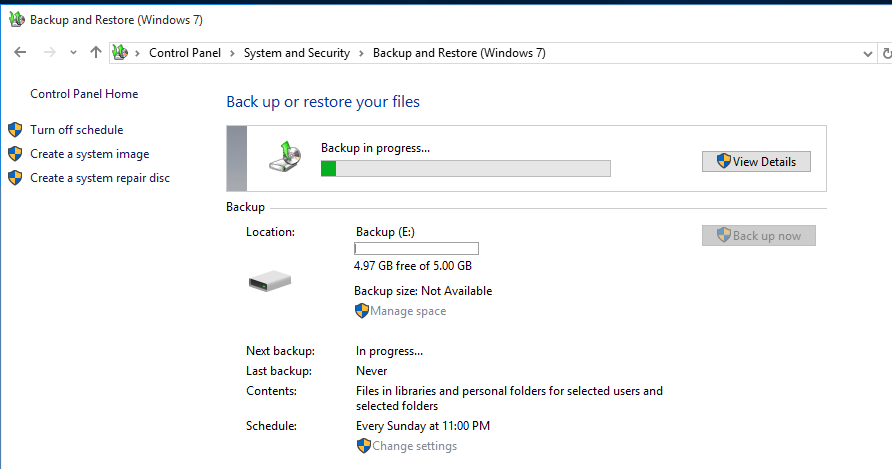 Backup and Restore (Windows 7)
Control Panel > System and Security > Backup and Restore (Windows 7)
Control Panel Home
Turn off schedule
Create a system image
Create a system repair disc
Back up or restore your files
Backup in progress...
View Details
Backup
Location:
Backup (E:)
Back up now
4.97 GB free of 5.00 GB
Backup size: Not Available
Manage space
Next backup:
In progress...
Last backup:
Never
Contents:
Files in libraries and personal folders for selected users and
selected folders
Schedule:
Every Sunday at 11:00 PM
Change settings